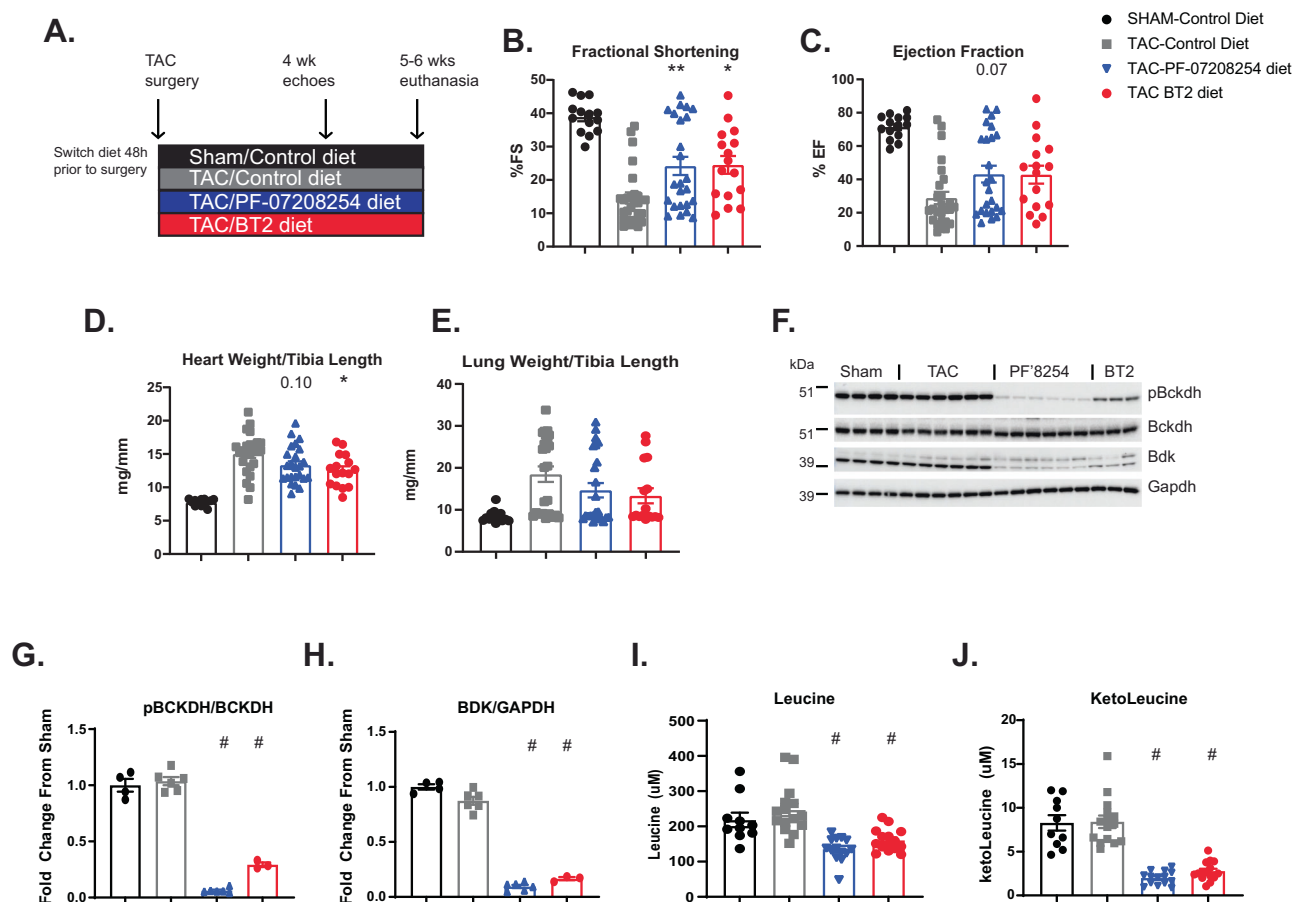 A.
TAC surgery
4 wk echoes
5-6 wks euthanasia
Switch diet 48h prior to surgery
Sham/Control diet
TAC/Control diet
TAC/PF-07208254 diet
TAC/BT2 diet
B.
Fractional Shortening
** *
%FS
50
40
30
20
10
0
C.
Ejection Fraction
0.07
% EF
100
80
60
40
20
0
SHAM-Control Diet
TAC-Control Diet
TAC-PF-07208254 diet
TAC BT2 diet
D.
Heart Weight/Tibia Length
0.10 *
mg/mm
25
20
15
10
5
0
E.
Lung Weight/Tibia Length
mg/mm
40
30
20
10
0
F.
kDa
Sham | TAC | PF'8254 | BT2
51 pBckdh
51 Bckdh
39 Bdk
39 Gapdh
G.
pBCKDH/BCKDH
# #
Fold Change From Sham
1.5
1.0
0.5
0.0
H.
BDK/GAPDH
# #
Fold Change From Sham
1.5
1.0
0.5
0.0
I.
Leucine
# #
Leucine (uM)
500
400
300
200
100
0
J.
KetoLeucine
# #
ketoLeucine (uM)
20
15
10
5
0